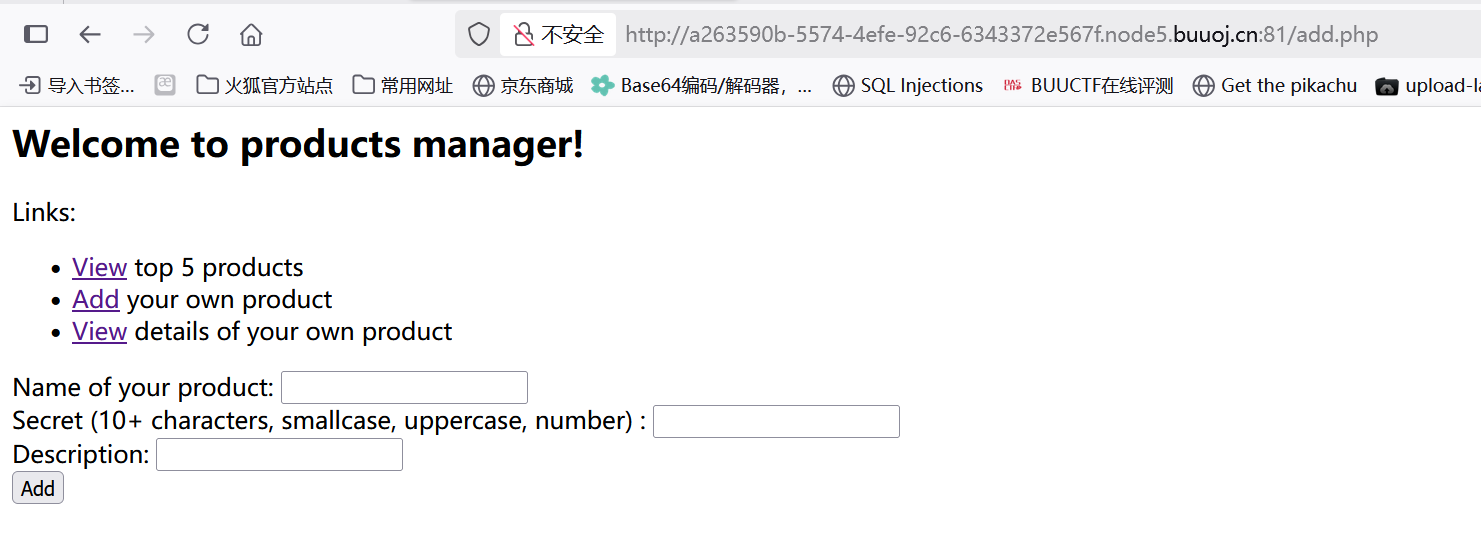 不安全 http://a263590b-5574-4efe-92c6-6343372e567f.node5.buuoj.cn:81/add.php
导入书签... 火狐官方站点 常用网址 京东商城 Base64编码/解码器，... SQL Injections BUUCTF在线评测 Get the pikachu upload-la
Welcome to products manager!
Links:
• View top 5 products
• Add your own product
• View details of your own product
Name of your product:
Secret (10+ characters, smallcase, uppercase, number) :
Description:
Add